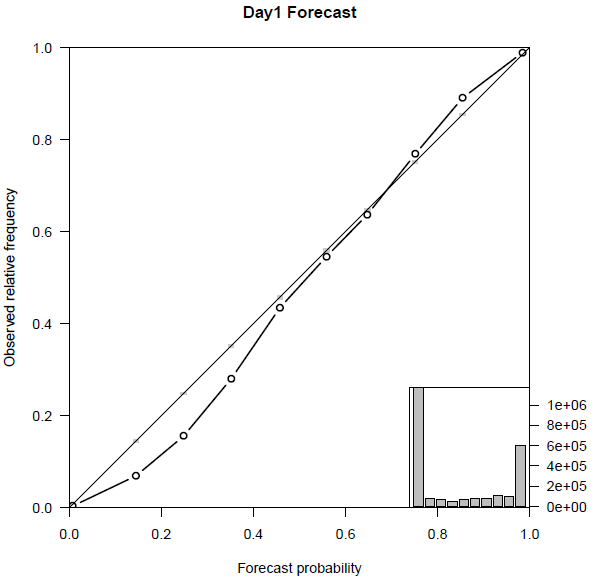 Day1 Forecast
Observed relative frequency
1.0
0.8
0.6
0.4
0.2
0.0
1e+06
8e+05
6e+05
4e+05
2e+05
0e+00
0.0 0.2 0.4 0.6 0.8 1.0
Forecast probability